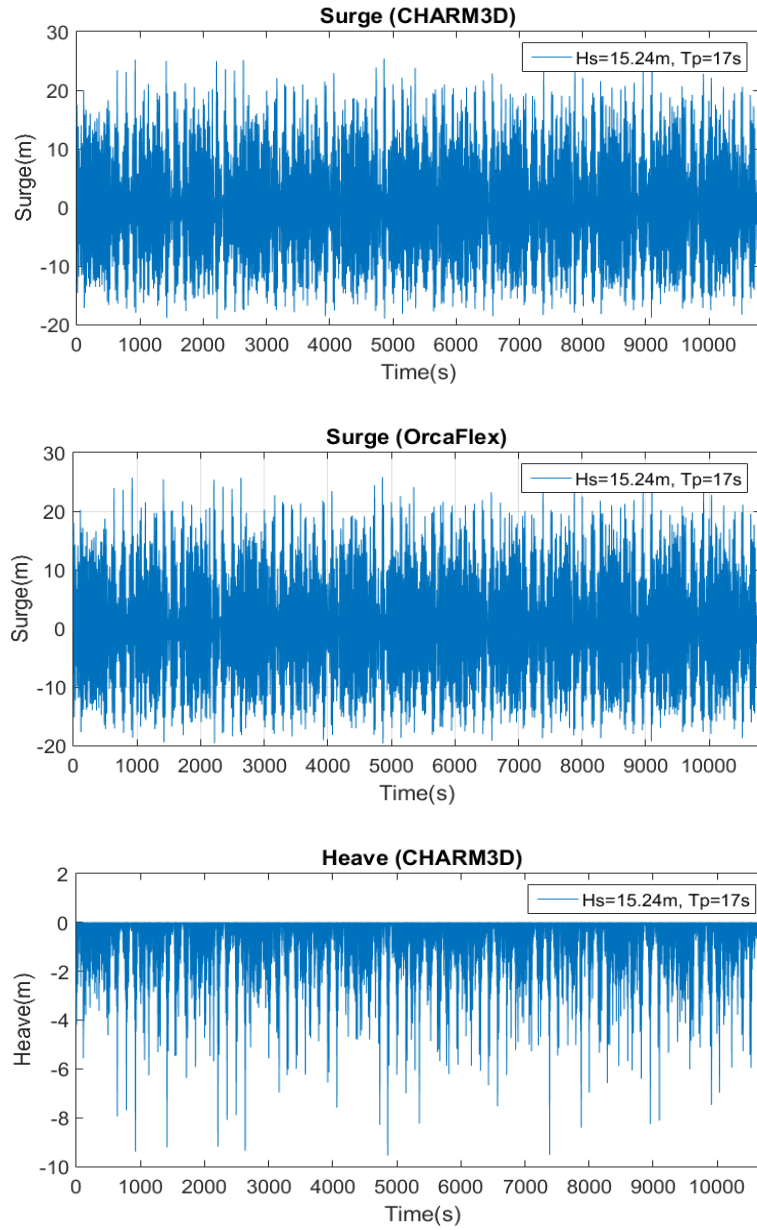 Surge (CHARM3D)
30
20
10
0
-10
-20
Surge(m)
Hs=15.24m, Tp=17s
0 1000 2000 3000 4000 5000 6000 7000 8000 9000 10000
Time(s)
Surge (OrcaFlex)
30
20
10
0
-10
-20
Surge(m)
Hs=15.24m, Tp=17s
0 1000 2000 3000 4000 5000 6000 7000 8000 9000 10000
Time(s)
Heave (CHARM3D)
2
0
-2
-4
-6
-8
-10
Heave(m)
Hs=15.24m, Tp=17s
0 1000 2000 3000 4000 5000 6000 7000 8000 9000 10000
Time(s)